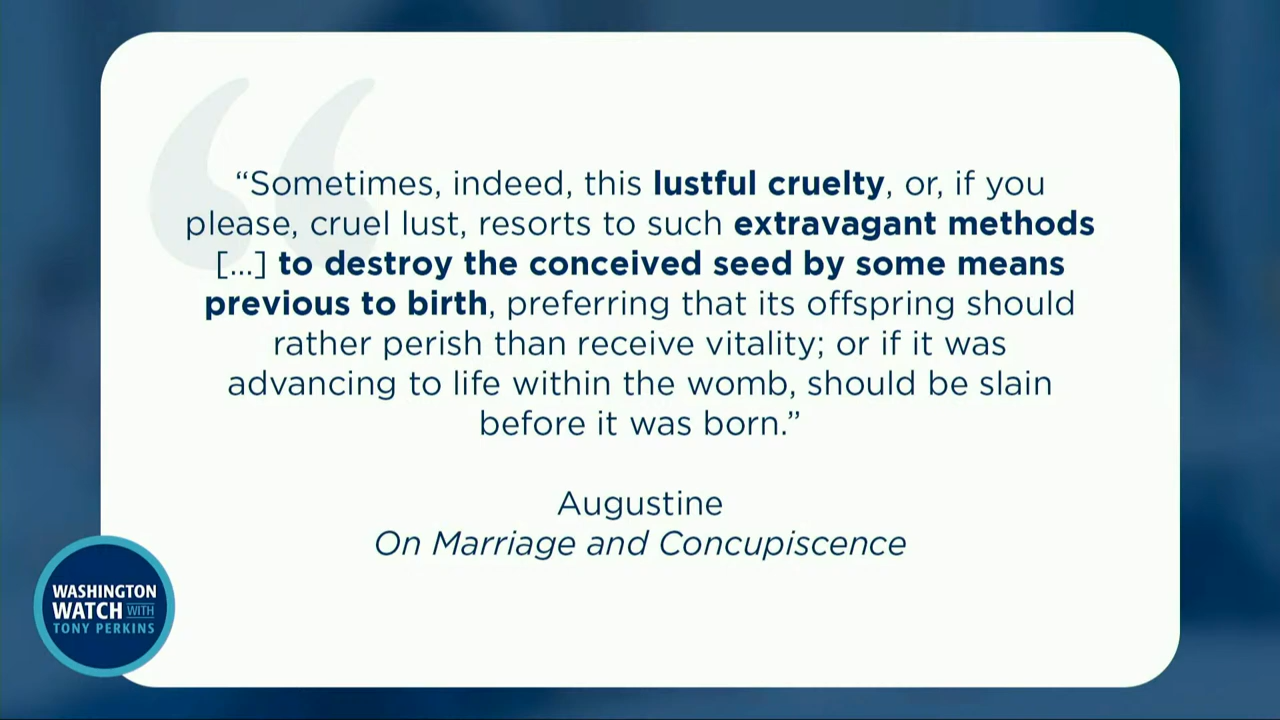 “Sometimes, indeed, this lustful cruelty, or, if you
please, cruel lust, resorts to such extravagant methods
[...] to destroy the conceived seed by some means
previous to birth, preferring that its offspring should
rather perish than receive vitality; or if it was
advancing to life within the womb, should be slain
before it was born.”
Augustine
On Marriage and Concupiscence
WASHINGTON
WATCH WITH
TONY PERKINS